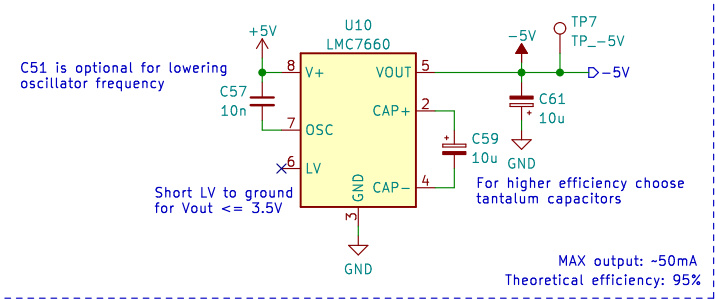 U10
LMC7660
+5V
-5V
TP7
TP_-5V
C51 is optional for lowering
oscillator frequency
8
V+
VOUT
5
-5V
C57
10n
C61
10u
CAP+
2
7
OSC
C59
10u
6
LV
GND
CAP-
4
GND
Short LV to ground
for Vout <= 3.5V
3
For higher efficiency choose
tantalum capacitors
GND
MAX output: ~50mA
Theoretical efficiency: 95%